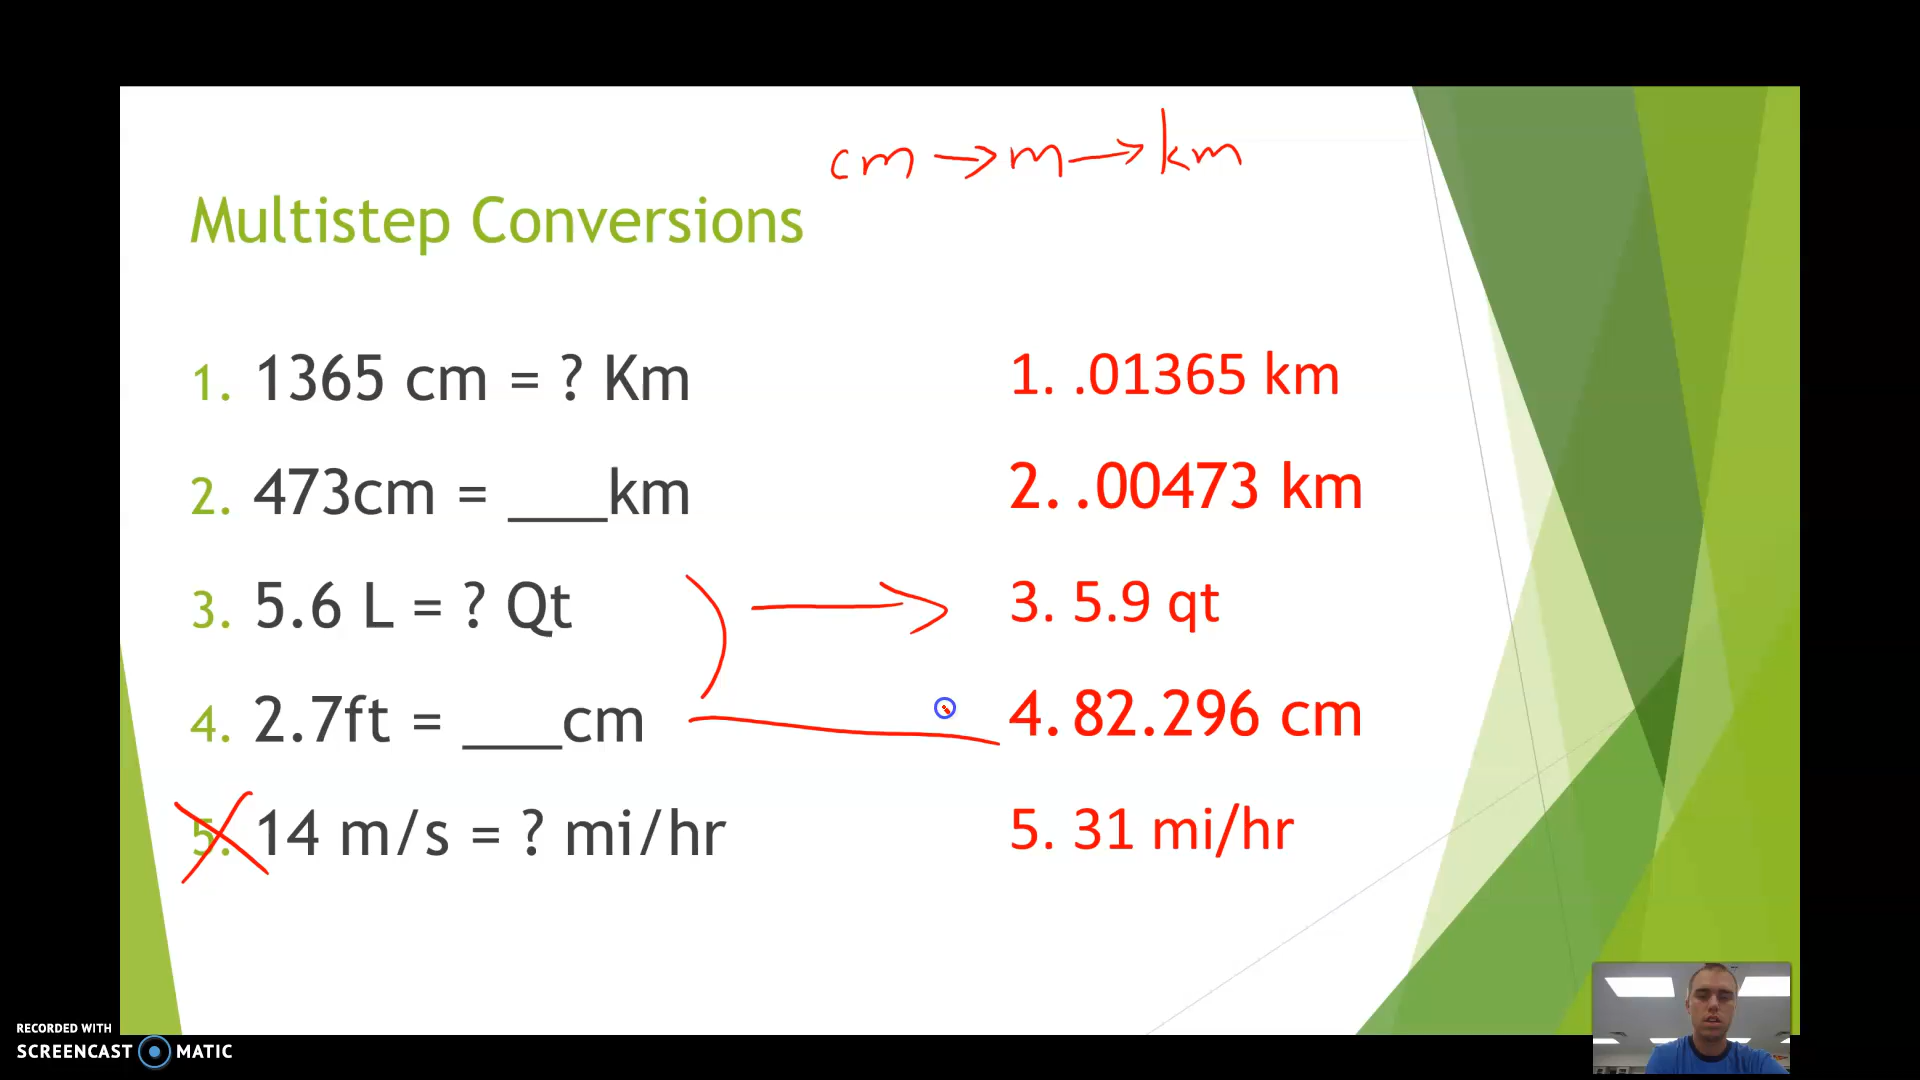 cm → m → km
Multistep Conversions
1. 1365 cm = ? Km
2. 473cm = ___km
3. 5.6 L = ? Qt
4. 2.7ft = ___cm
5. 14 m/s = ? mi/hr
1. .01365 km
2. .00473 km
3. 5.9 qt
4. 82.296 cm
5. 31 mi/hr
RECORDED WITH
SCREENCAST MATIC